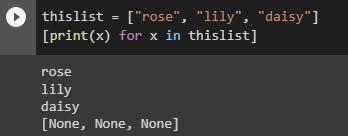 thislist = ["rose", "lily", "daisy"]
[print(x) for x in thislist]
rose
lily
daisy
[None, None, None]